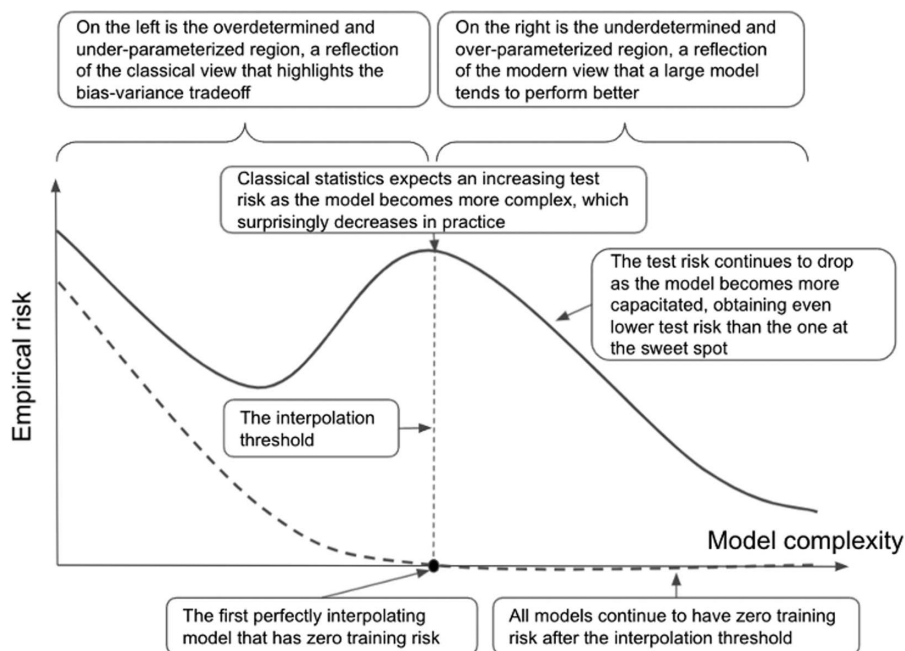 On the left is the overdetermined and
under-parameterized region, a reflection
of the classical view that highlights the
bias-variance tradeoff
On the right is the underdetermined and
over-parameterized region, a reflection
of the modern view that a large model
tends to perform better
Classical statistics expects an increasing test
risk as the model becomes more complex, which
surprisingly decreases in practice
The test risk continues to drop
as the model becomes more
capacitated, obtaining even
lower test risk than the one at
the sweet spot
Empirical risk
The interpolation
threshold
Model complexity
The first perfectly interpolating
model that has zero training risk
All models continue to have zero training
risk after the interpolation threshold